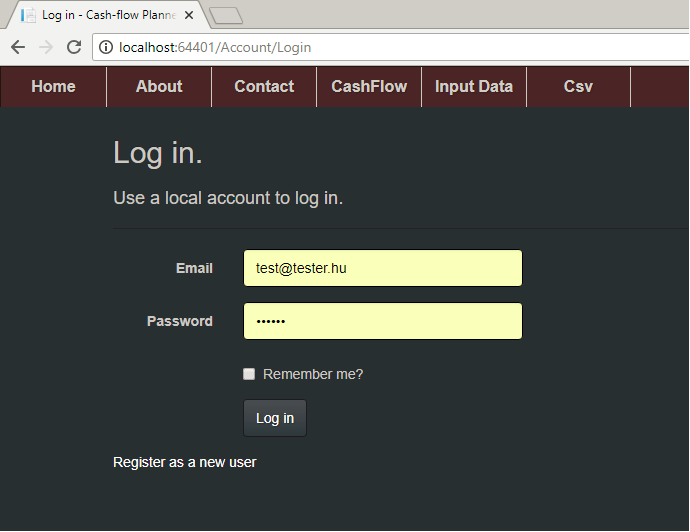 Log in - Cash-flow Planne
localhost:64401/Account/Login
Home About Contact CashFlow Input Data Csv
Log in.
Use a local account to log in.
Email test@tester.hu
Password ••••••
Remember me?
Log in
Register as a new user